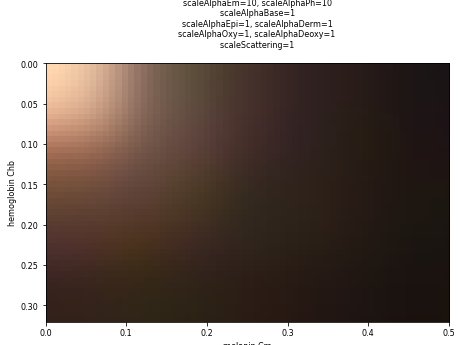 scaleAlphaEm=10, scaleAlphaPh=10
scaleAlphaBase=1
scaleAlphaEpi=1, scaleAlphaDerm=1
scaleAlphaOxy=1, scaleAlphaDeoxy=1
scaleScattering=1
0.00
0.05
0.10
0.15
0.20
0.25
0.30
hemoglobin Chb
0.0 0.1 0.2 0.3 0.4 0.5
melanin Cm